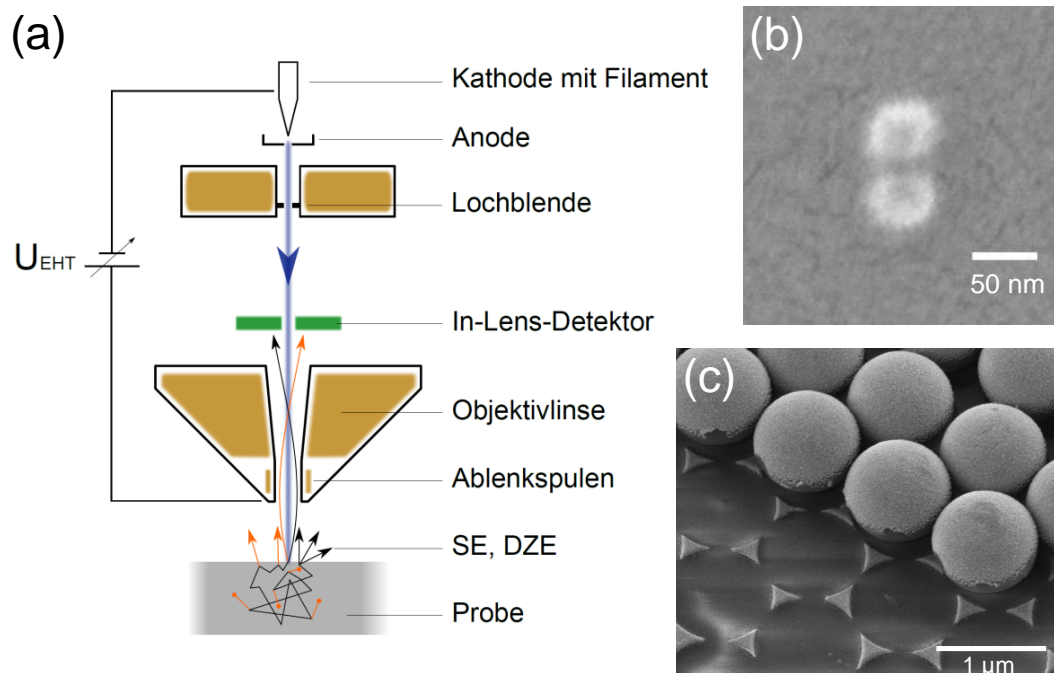 (a)
Kathode mit Filament
Anode
Lochblende
UEHT
In-Lens-Detektor
Objektivlinse
Ablenkspulen
SE, DZE
Probe
(b)
50 nm
(c)
1 µm